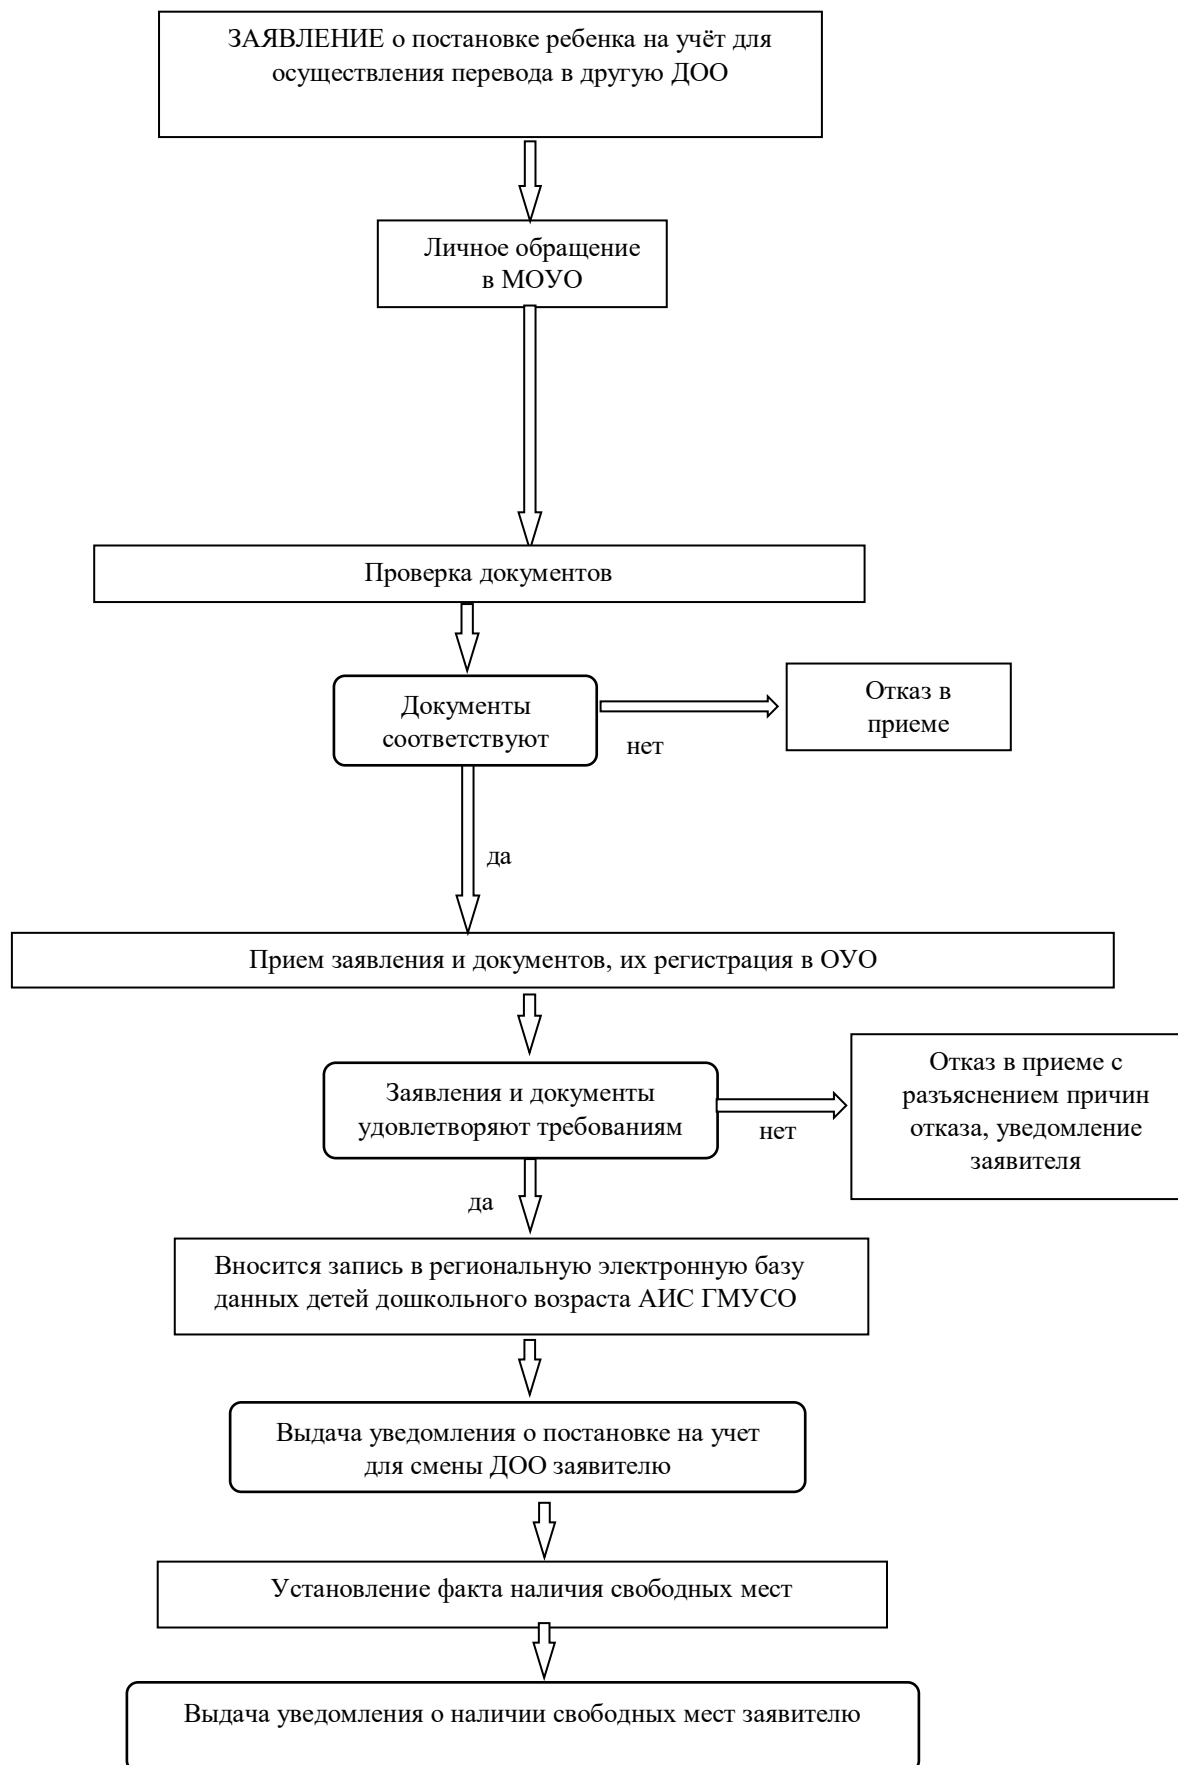 ЗАЯВЛЕНИЕ о постановке ребенка на учёт для
осуществления перевода в другую ДОО
Личное обращение
в МОУО
Проверка документов
Документы
соответствуют
нет
Отказ в
приеме
да
Прием заявления и документов, их регистрация в ОУО
Заявления и документы
удовлетворяют требованиям
нет
Отказ в приеме с
разъяснением причин
отказа, уведомление
заявителя
да
Вносится запись в региональную электронную базу
данных детей дошкольного возраста АИС ГМУСО
Выдача уведомления о постановке на учет
для смены ДОО заявителю
Установление факта наличия свободных мест
Выдача уведомления о наличии свободных мест заявителю